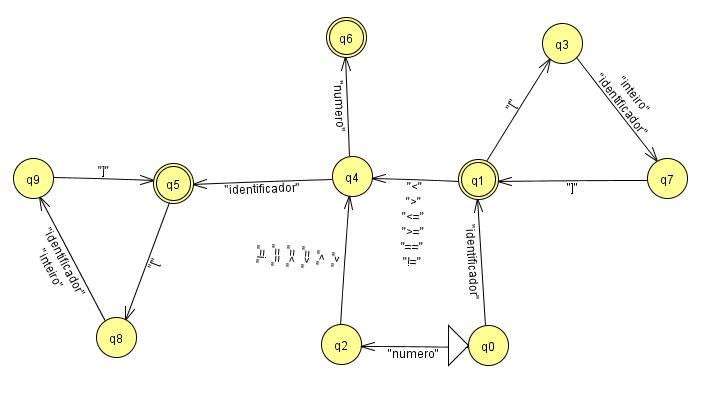 q6
q3
"numero"
"["
"inteiro"
"identificador"
q9
"]"
q5
"identificador"
q4
"<"
">"
"<="
">="
"=="
"!="
q1
"]"
q7
"identificador"
"inteiro"
"["
"!="
"=="
">="
"<="
">"
"<"
"identificador"
q8
q2
"numero"
q0